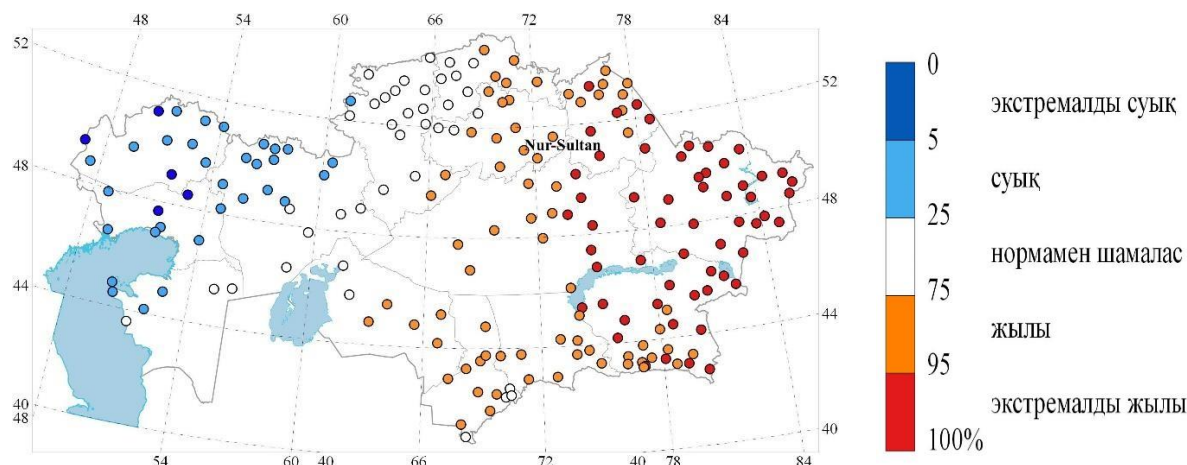 48 54 60 66 72 78 84
52
52
48
48
44
44
40
40
48
54 60 40 66 72 40 78 84
Nur-Sultan
0
экстремалды суық
5
суық
25
нормамен шамалас
75
жылы
95
экстремалды жылы
100%